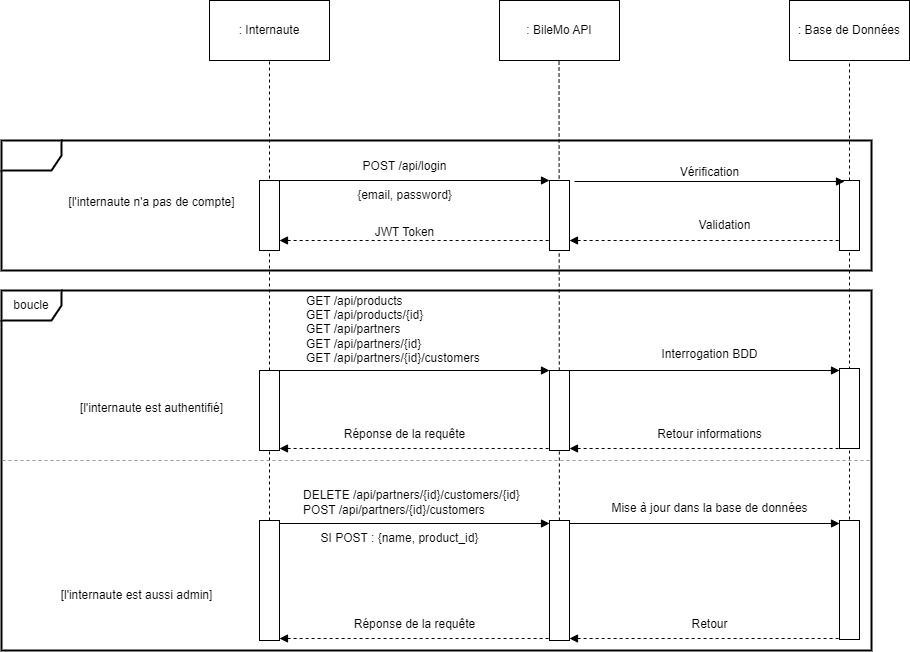 : Internaute
: BileMo API
: Base de Données
POST /api/login
Vérification
[l'internaute n'a pas de compte]
{email, password}
JWT Token
Validation
boucle
GET /api/products
GET /api/products/{id}
GET /api/partners
GET /api/partners/{id}
GET /api/partners/{id}/customers
Interrogation BDD
[l'internaute est authentifié]
Réponse de la requête
Retour informations
DELETE /api/partners/{id}/customers/{id}
POST /api/partners/{id}/customers
Mise à jour dans la base de données
SI POST : {name, product_id}
[l'internaute est aussi admin]
Réponse de la requête
Retour